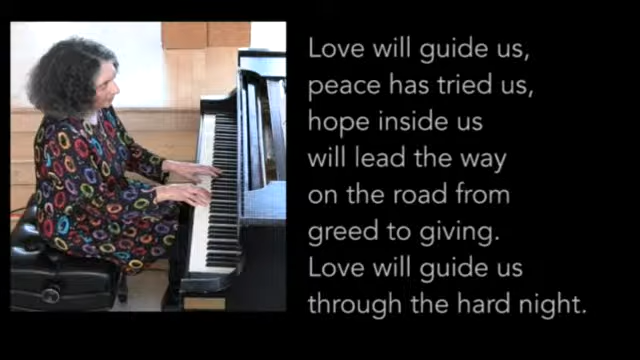 Love will guide us,
peace has tried us,
hope inside us
will lead the way
on the road from
greed to giving.
Love will guide us
through the hard night.